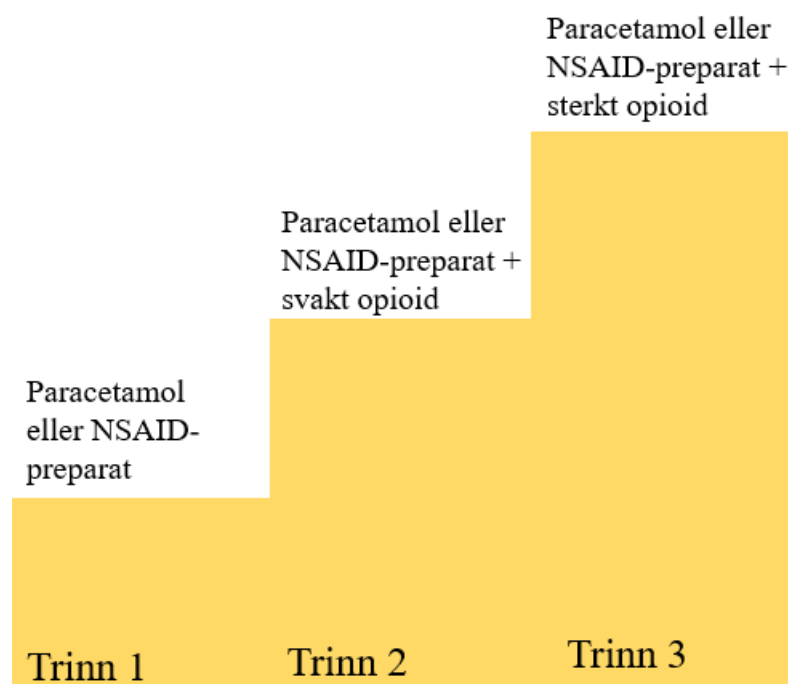 Paracetamol eller
NSAID-preparat +
sterkt opioid
Paracetamol eller
NSAID-preparat +
svakt opioid
Paracetamol
eller NSAID-
preparat
Trinn 1
Trinn 2
Trinn 3